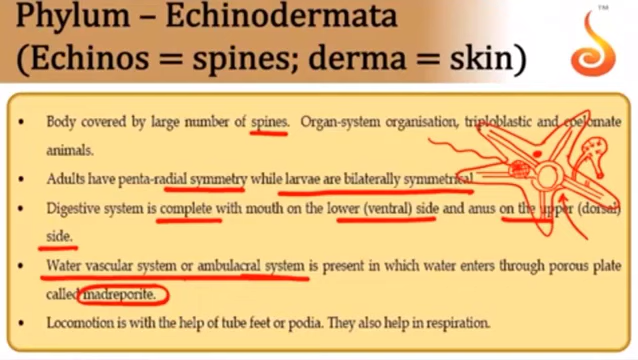 Phylum – Echinodermata
(Echinos = spines; derma = skin)
TM
• Body covered by large number of spines. Organ-system organisation, triploblastic and coelomate
animals.
• Adults have penta-radial symmetry while larvae are bilaterally symmetrical
• Digestive system is complete with mouth on the lower (ventral) side and anus on the upper (dorsal)
side.
• Water vascular system or ambulacral system is present in which water enters through porous plate
called madreporite.
• Locomotion is with the help of tube feet or podia. They also help in respiration.